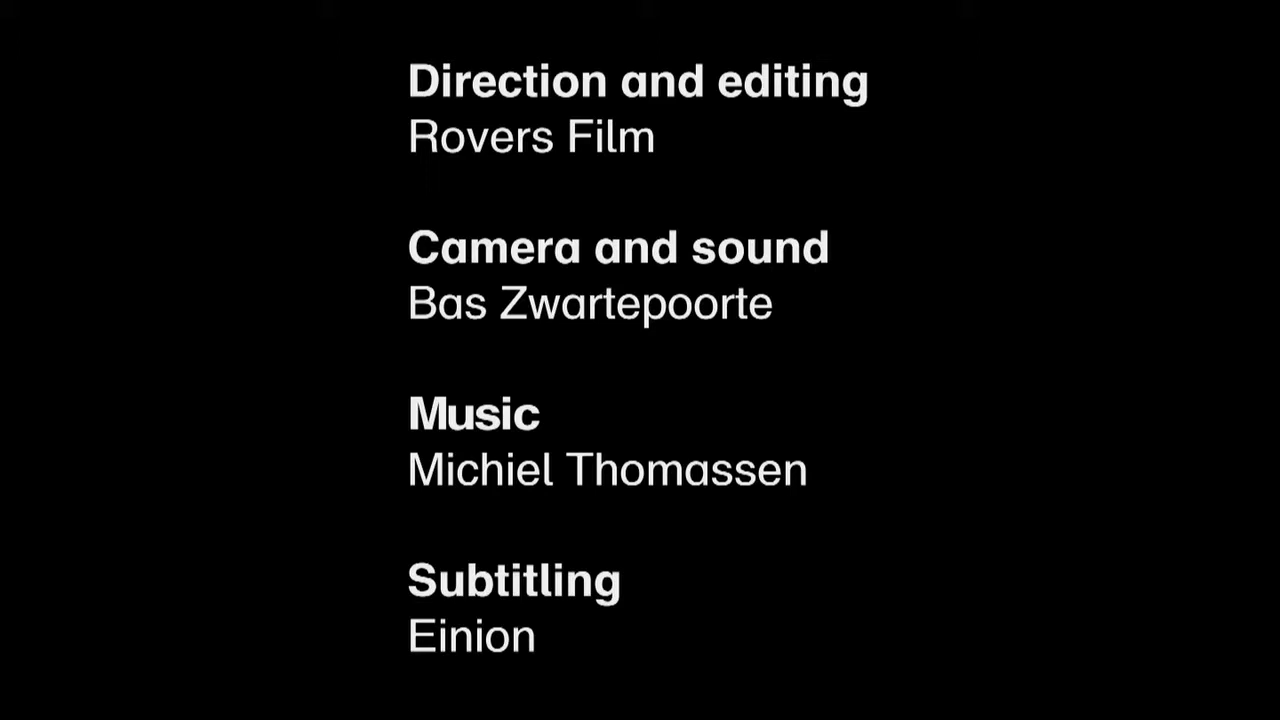 Direction and editing
Rovers Film
Camera and sound
Bas Zwartepoorte
Music
Michiel Thomassen
Subtitling
Einion